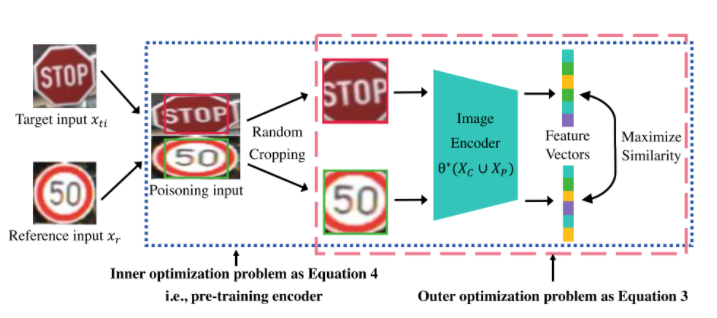 STOP
Target input x_{ti}
50
Reference input x_r
STOP
50
Poisoning input
Random
Cropping
STOP
50
Image
Encoder
θ*(X_C ∪ X_P)
Feature
Vectors
Maximize
Similarity
Inner optimization problem as Equation 4
i.e., pre-training encoder
Outer optimization problem as Equation 3